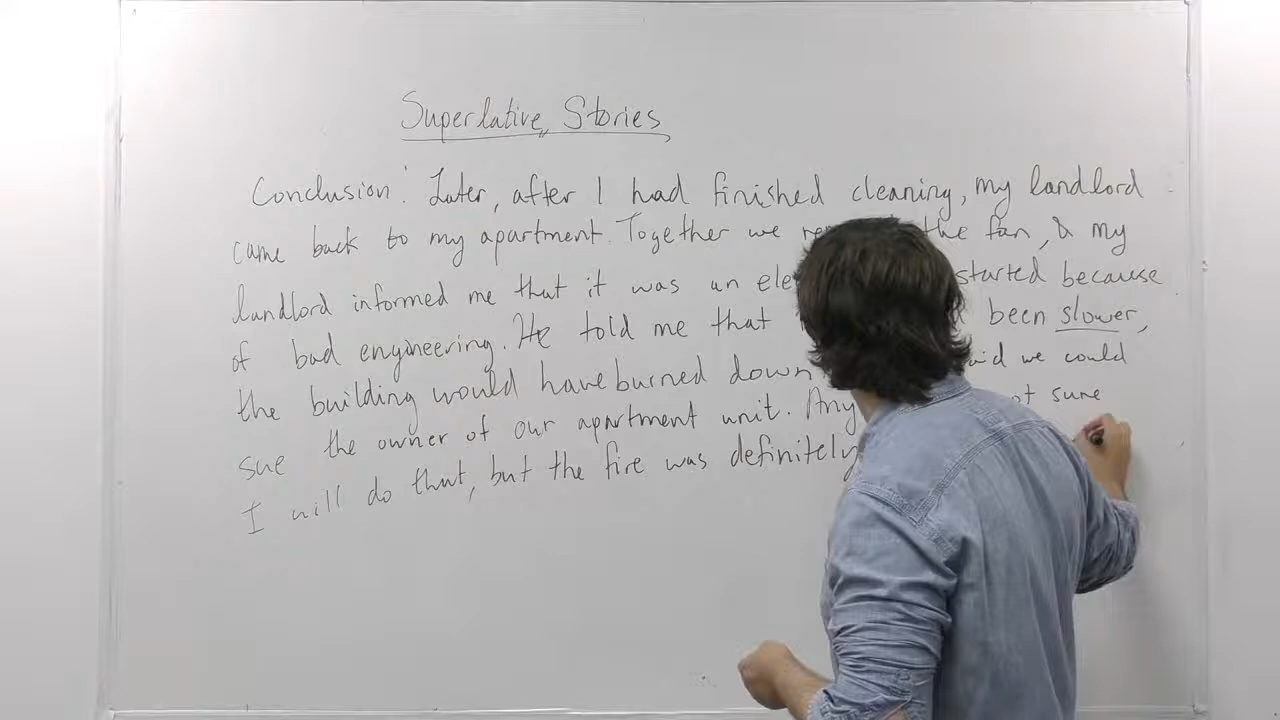 Superlative Stories
Conclusion: Later, after I had finished cleaning, my landlord
came back to my apartment. Together we the fan, & my
landlord informed me that it was an started because
of bad engyneering. He told me that been slower,
the building would have burned down we could
sue the owner of our apartment unit. sure
I will do that, but the fire was definitely